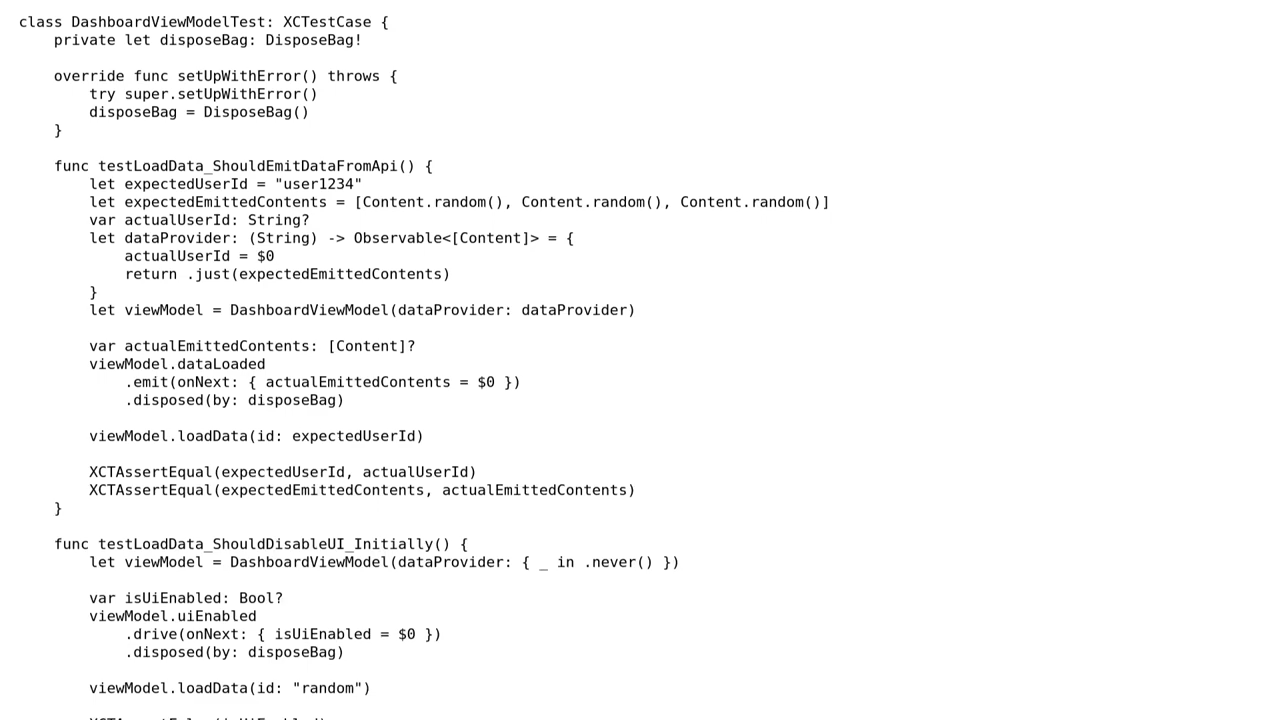 class DashboardViewModelTest: XCTestCase {
    private let disposeBag: DisposeBag!

    override func setUpWithError() throws {
        try super.setUpWithError()
        disposeBag = DisposeBag()
    }

    func testLoadData_ShouldEmitDataFromApi() {
        let expectedUserId = "user1234"
        let expectedEmittedContents = [Content.random(), Content.random(), Content.random()]
        var actualUserId: String?
        let dataProvider: (String) -> Observable<[Content]> = {
            actualUserId = $0
            return .just(expectedEmittedContents)
        }
        let viewModel = DashboardViewModel(dataProvider: dataProvider)

        var actualEmittedContents: [Content]?
        viewModel.dataLoaded
            .emit(onNext: { actualEmittedContents = $0 })
            .disposed(by: disposeBag)

        viewModel.loadData(id: expectedUserId)

        XCTAssertEqual(expectedUserId, actualUserId)
        XCTAssertEqual(expectedEmittedContents, actualEmittedContents)
    }

    func testLoadData_ShouldDisableUI_Initially() {
        let viewModel = DashboardViewModel(dataProvider: { _ in .never() })

        var isUiEnabled: Bool?
        viewModel.uiEnabled
            .drive(onNext: { isUiEnabled = $0 })
            .disposed(by: disposeBag)

        viewModel.loadData(id: "random")